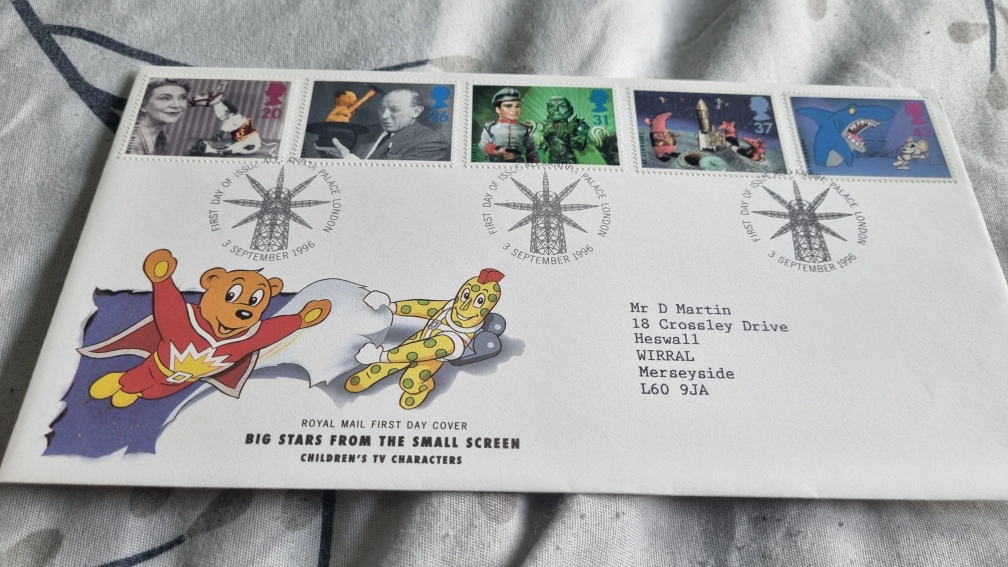 20
26
31
37
43
FIRST DAY OF ISSUE PALACE LONDON
3 SEPTEMBER 1996
FIRST DAY OF ISSUE PALACE LONDON
3 SEPTEMBER 1996
FIRST DAY OF ISSUE PALACE LONDON
3 SEPTEMBER 1996
Mr D Martin
18 Crossley Drive
Heswall
WIRRAL
Merseyside
L60 9JA
ROYAL MAIL FIRST DAY COVER
BIG STARS FROM THE SMALL SCREEN
CHILDREN'S TV CHARACTERS